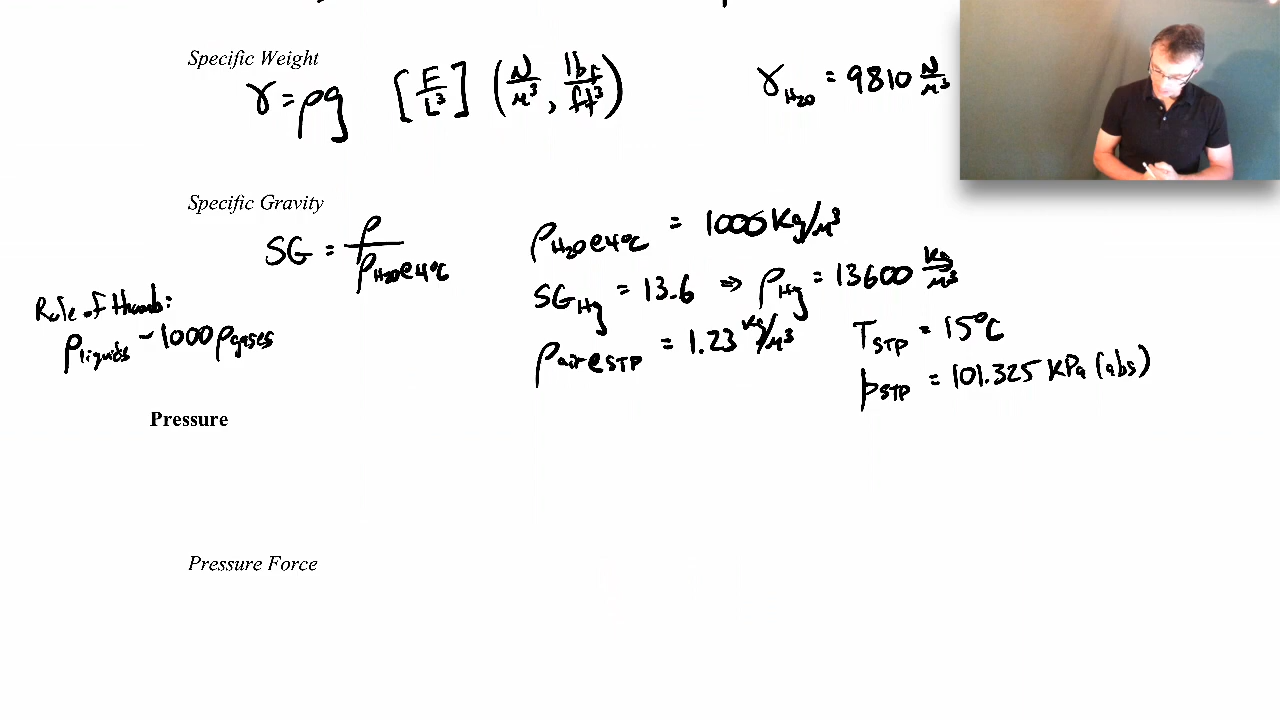 Specific Weight
γ = ρg [F/L³] (N/m³, lbf/ft³) γH₂O = 9810 N/m³
Specific Gravity
SG = ρ/ρH₂O@4°C
ρH₂O@4°C = 1000 kg/m³
SGHg = 13.6 ⇒ ρHg = 13600 kg/m³
ρair@STP = 1.23 kg/m³
TSTP = 15°C
pSTP = 101.325 kPa (abs)
Rule of thumb:
ρliquids ~ 1000 ρgases
Pressure
Pressure Force